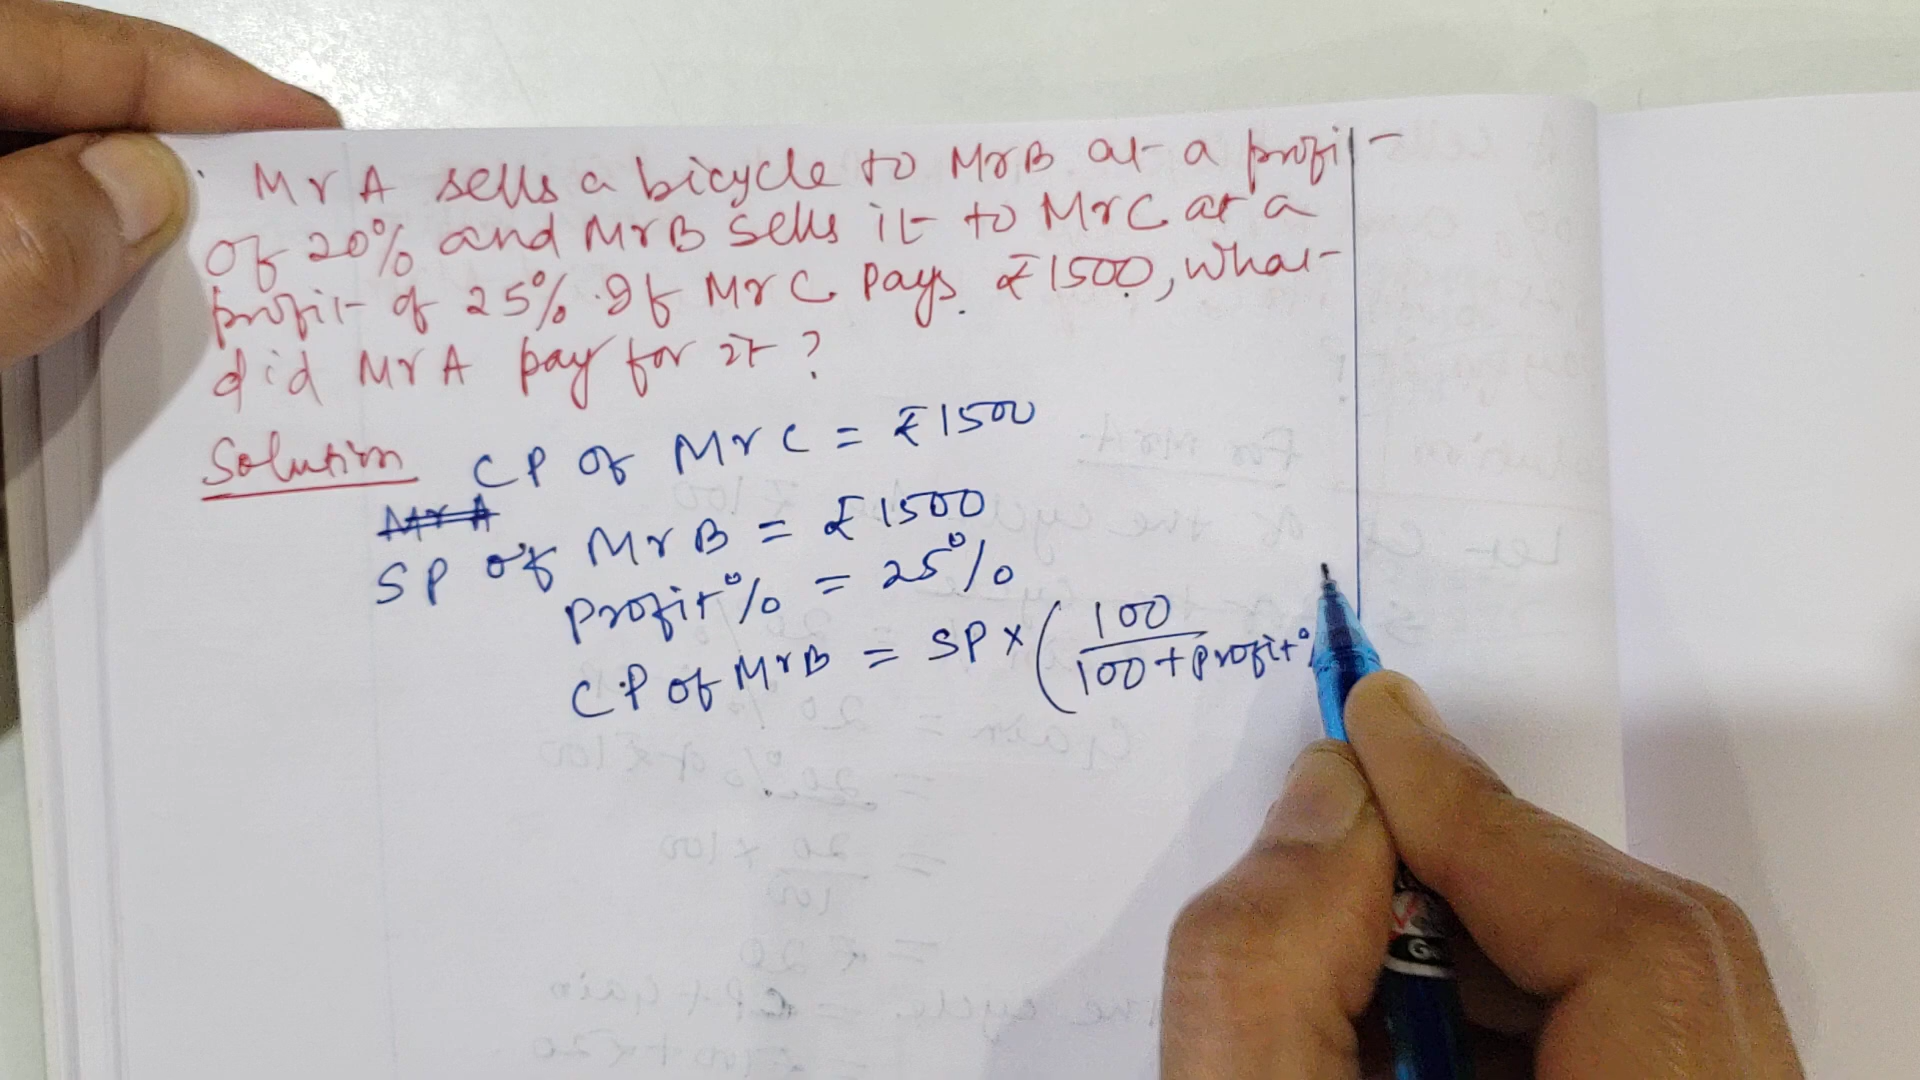 Mr A sells a bicycle to Mr B at a profit
of 20% and Mr B sells it to Mr C at a
profit of 25%. If Mr C pays ₹1500, what
did Mr A pay for it ?
Solution CP of Mr C = ₹1500
Mr A
SP of Mr B = ₹1500
Profit% = 25%
C.P of Mr B = SP × ( 100 / 100 + Profit%